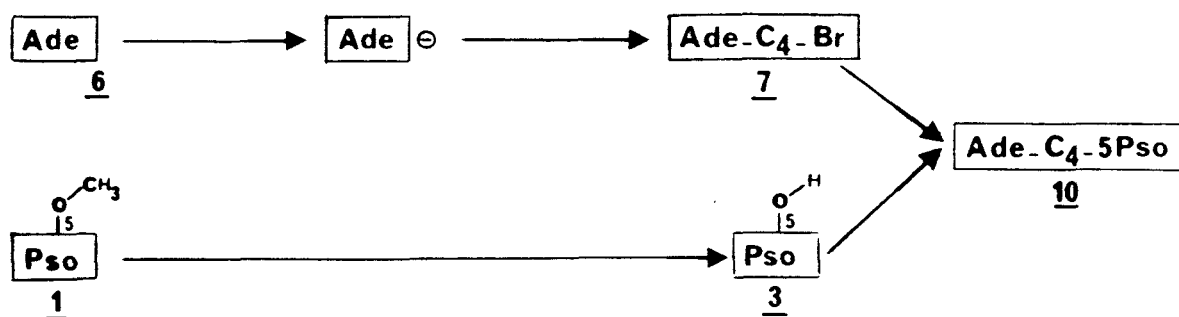 Ade Ade ⊖ Ade-C₄-Br
6 7
Ade-C₄-5Pso
10
CH₃ H
O O
5 5
Pso Pso
1 3